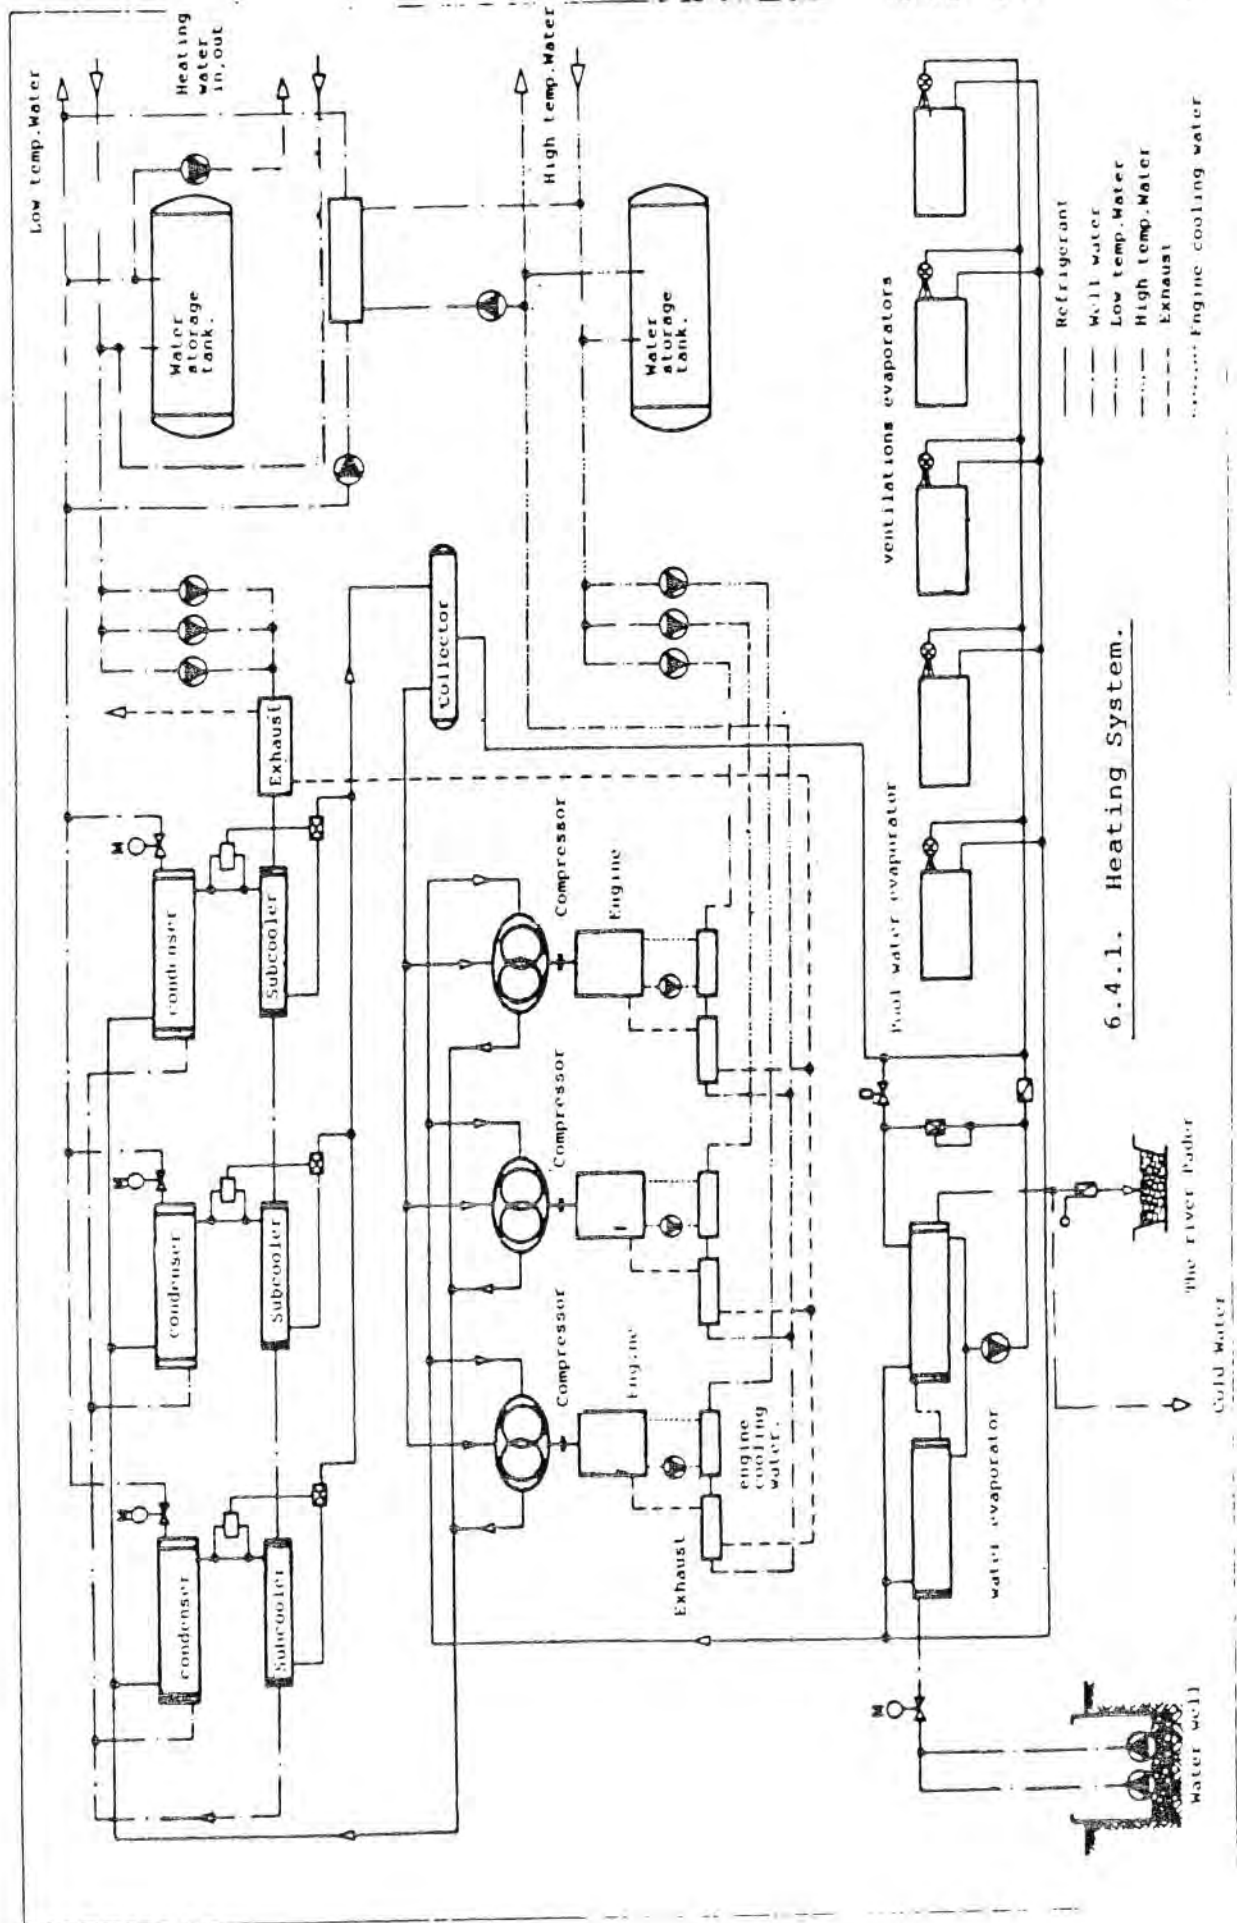 Low temp.Water
Heating
water
in,out
High temp.Water
Water
storage
tank.
Water
storage
tank.
M
M
M
condenser
condenser
condenser
Subcooler
Subcooler
Subcooler
Exhaust
Collector
Compressor
Compressor
Compressor
Engine
Engine
engine
cooling
water.
Exhaust
ventilations evaporators
Pool water evaporator
water evaporator
M
Water well
Cold Water
The river Pader
Refrigerant
Well water
Low temp.Water
High temp.Water
Exhaust
Engine cooling water
6.4.1. Heating System.